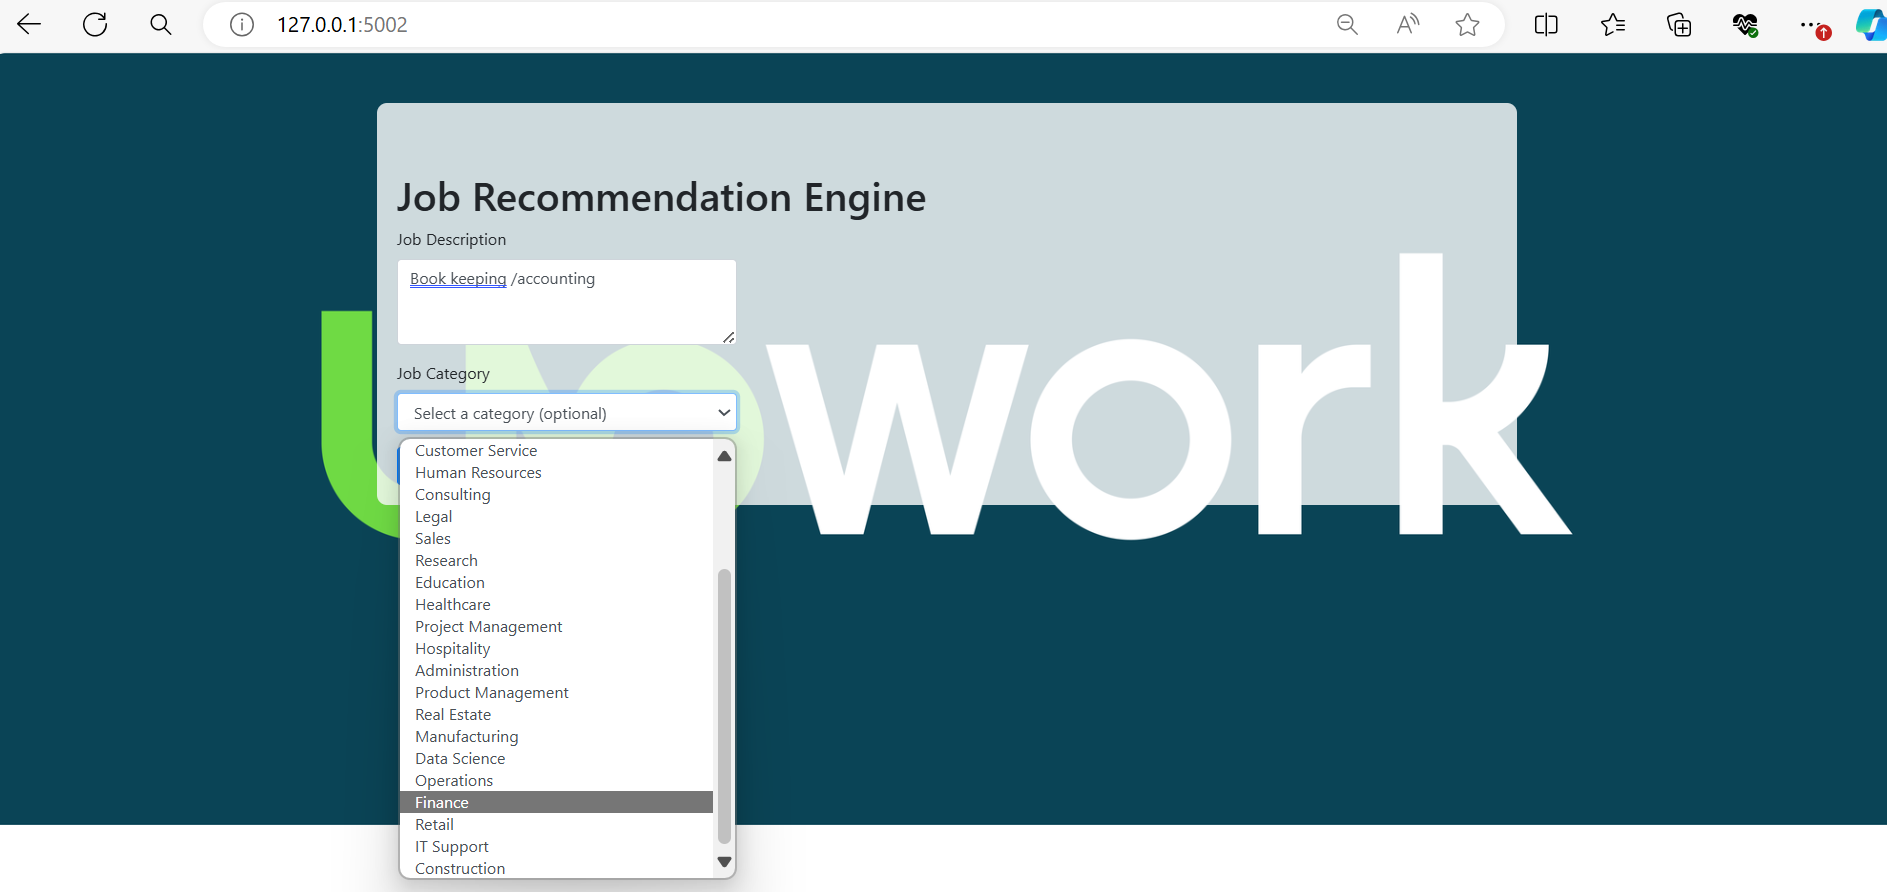 127.0.0.1:5002
Job Recommendation Engine
Job Description
Book keeping /accounting
Job Category
Select a category (optional)
upwork
Customer Service
Human Resources
Consulting
Legal
Sales
Research
Education
Healthcare
Project Management
Hospitality
Administration
Product Management
Real Estate
Manufacturing
Data Science
Operations
Finance
Retail
IT Support
Construction